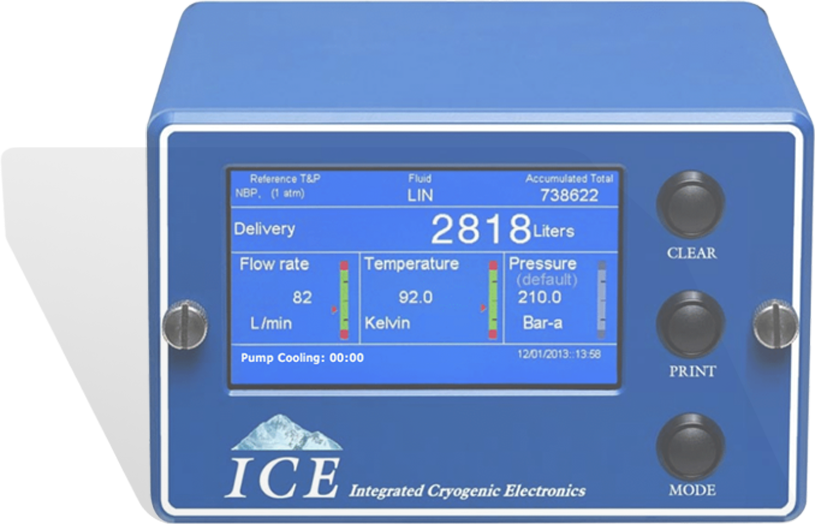 Reference T&P Fluid Accumulated Total
NBP, (1 atm) LIN 738622
Delivery 2818 Liters
Flow rate Temperature Pressure
(default)
82 92.0 210.0
L/min Kelvin Bar-a
Pump Cooling: 00:00 12/01/2013::13:58
CLEAR
PRINT
MODE
ICE Integrated Cryogenic Electronics